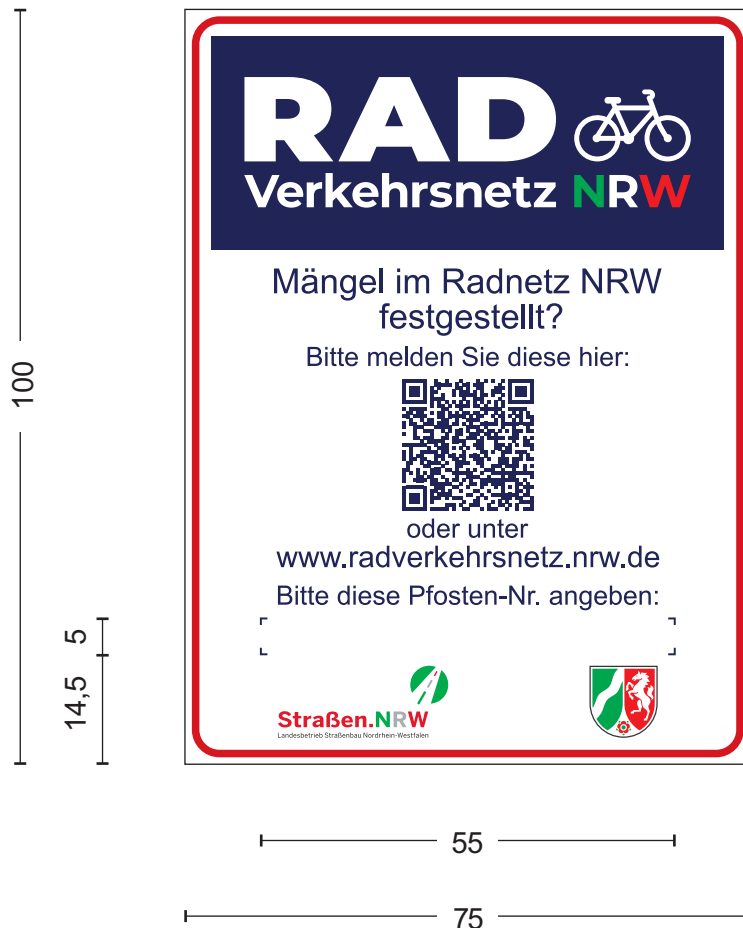 RAD
Verkehrsnetz NRW
Mängel im Radnetz NRW
festgestellt?
Bitte melden Sie diese hier:
oder unter
www.radverkehrsnetz.nrw.de
Bitte diese Pfosten-Nr. angeben:
Straßen.NRW
Landesbetrieb Straßenbau Nordrhein-Westfalen
100
5
14,5
55
75